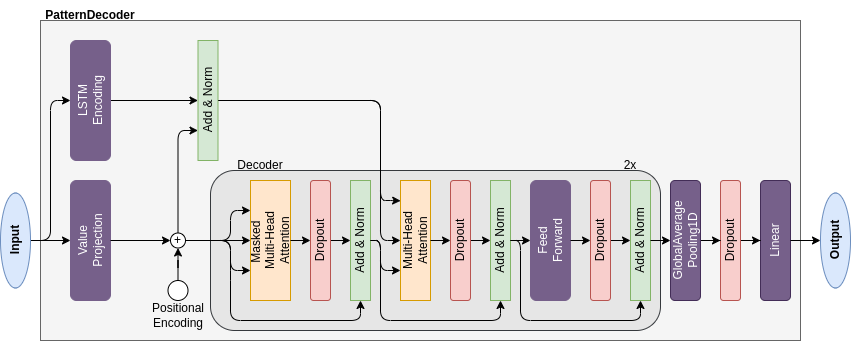 PatternDecoder
Input
LSTM
Encoding
Value
Projection
+
Positional
Encoding
Add & Norm
Decoder
2x
Masked
Multi-Head
Attention
Dropout
Add & Norm
Multi-Head
Attention
Dropout
Add & Norm
Feed
Forward
Dropout
Add & Norm
GlobalAverage
Pooling1D
Dropout
Linear
Output